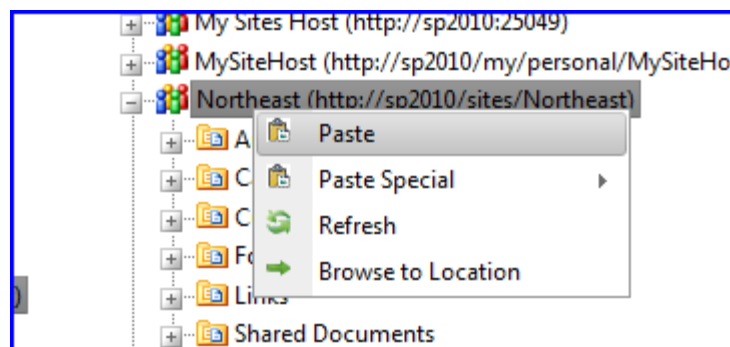 My Sites Host (http://sp2010:25049)
MySiteHost (http://sp2010/my/personal/MySiteHo
Northeast (http://sp2010/sites/Northeast)
A
Paste
C
Paste Special
C
Refresh
Fo
Browse to Location
Links
Shared Documents
)